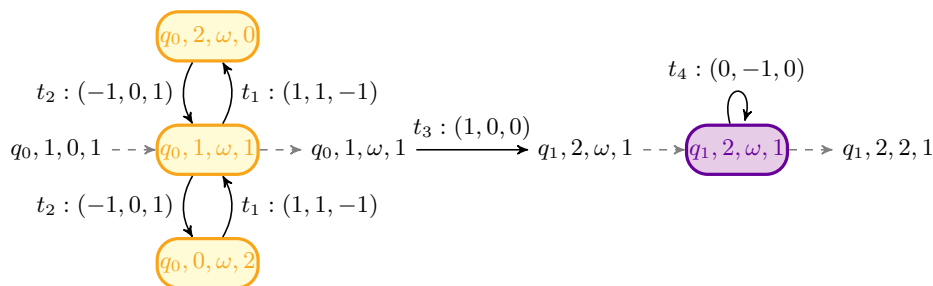 q₀, 2, ω, 0
t₂ : (−1, 0, 1)
t₁ : (1, 1, −1)
t₄ : (0, −1, 0)
q₀, 1, 0, 1
q₀, 1, ω, 1
q₀, 1, ω, 1
t₃ : (1, 0, 0)
q₁, 2, ω, 1
q₁, 2, ω, 1
q₁, 2, 2, 1
t₂ : (−1, 0, 1)
t₁ : (1, 1, −1)
q₀, 0, ω, 2